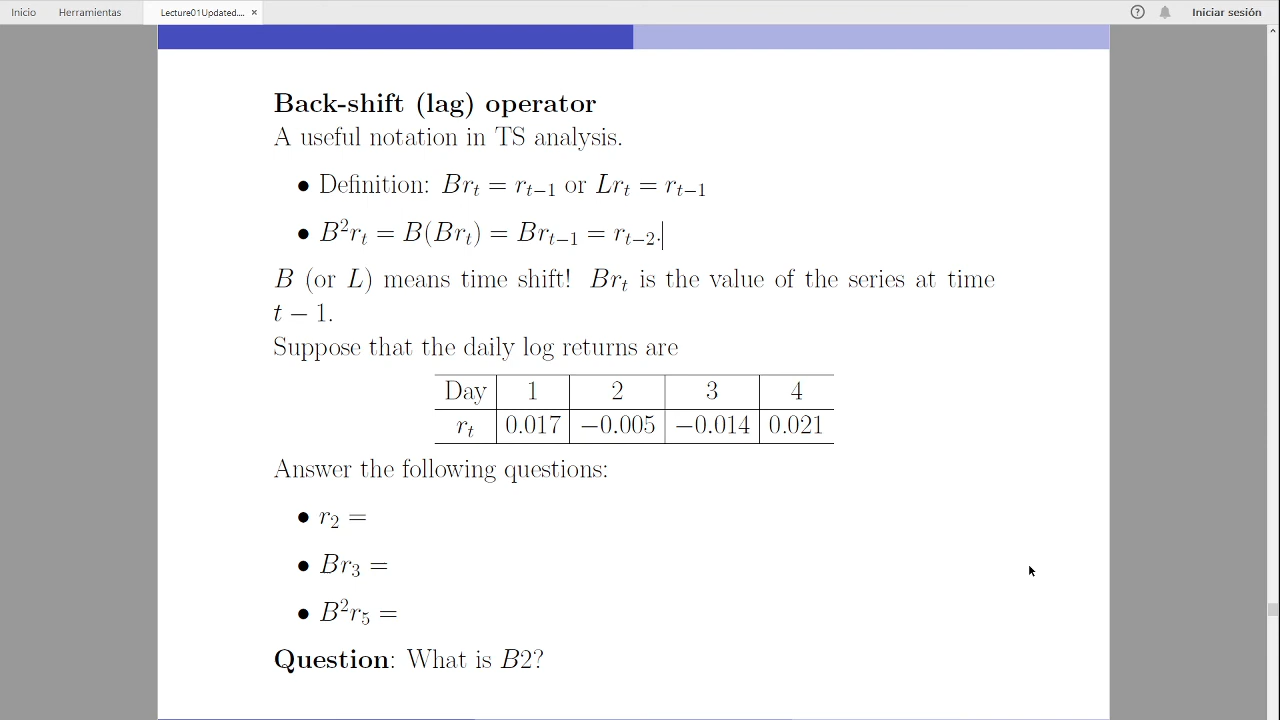 Inicio Herramientas Lecture01Updated.... × ? Iniciar sesión
Back-shift (lag) operator
A useful notation in TS analysis.
• Definition: Br_t = r_{t−1} or Lr_t = r_{t−1}
• B²r_t = B(Br_t) = Br_{t−1} = r_{t−2}.
B (or L) means time shift! Br_t is the value of the series at time
t − 1.
Suppose that the daily log returns are
Day 1 2 3 4
r_t 0.017 −0.005 −0.014 0.021
Answer the following questions:
• r_2 =
• Br_3 =
• B²r_5 =
Question: What is B2?